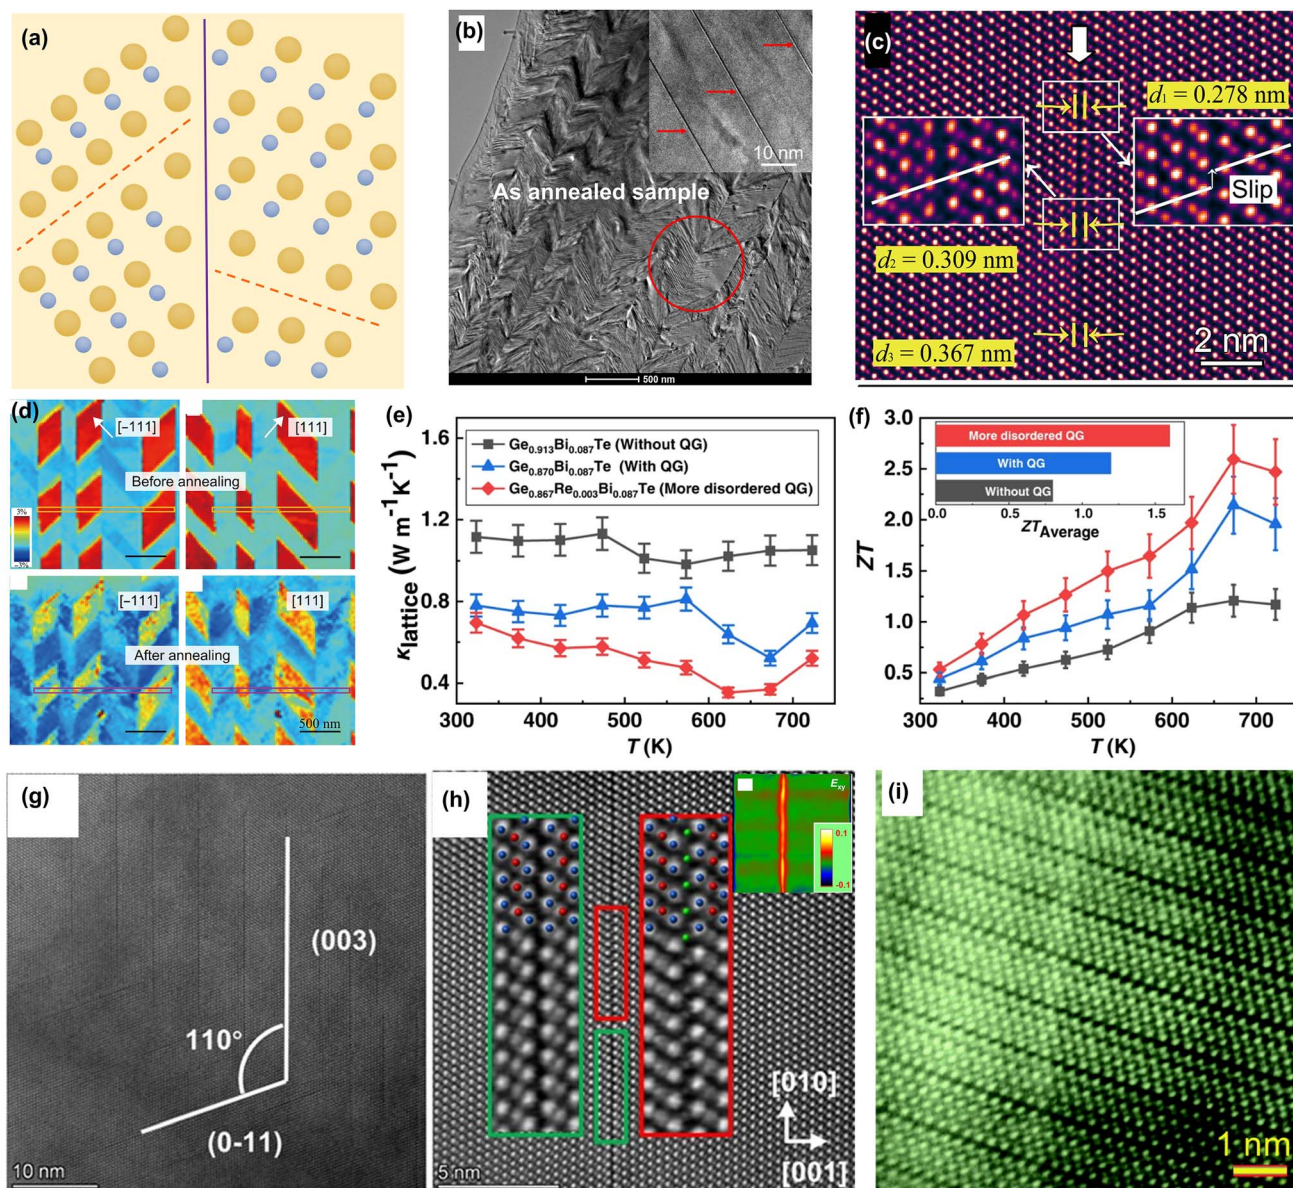 (a)
(b)
10 nm
As annealed sample
500 nm
(c)
d₁ = 0.278 nm
Slip
d₂ = 0.309 nm
d₃ = 0.367 nm
2 nm
(d)
[−111]
[111]
Before annealing
3%
−3%
[−111]
[111]
After annealing
500 nm
(e)
κlattice (W m⁻¹K⁻¹)
1.6
1.2
0.8
0.4
Ge₀.₉₁₃Bi₀.₀₈₇Te (Without QG)
Ge₀.₈₇₀Bi₀.₀₈₇Te (With QG)
Ge₀.₈₆₇Re₀.₀₀₃Bi₀.₀₈₇Te (More disordered QG)
300 400 500 600 700
T (K)
(f)
ZT
3.0
2.5
2.0
1.5
1.0
0.5
More disordered QG
With QG
Without QG
0.0 0.5 1.0 1.5
ZTAverage
300 400 500 600 700
T (K)
(g)
(003)
110°
(0-11)
10 nm
(h)
Exy
0.1
-0.1
[010]
[001]
5 nm
(i)
1 nm